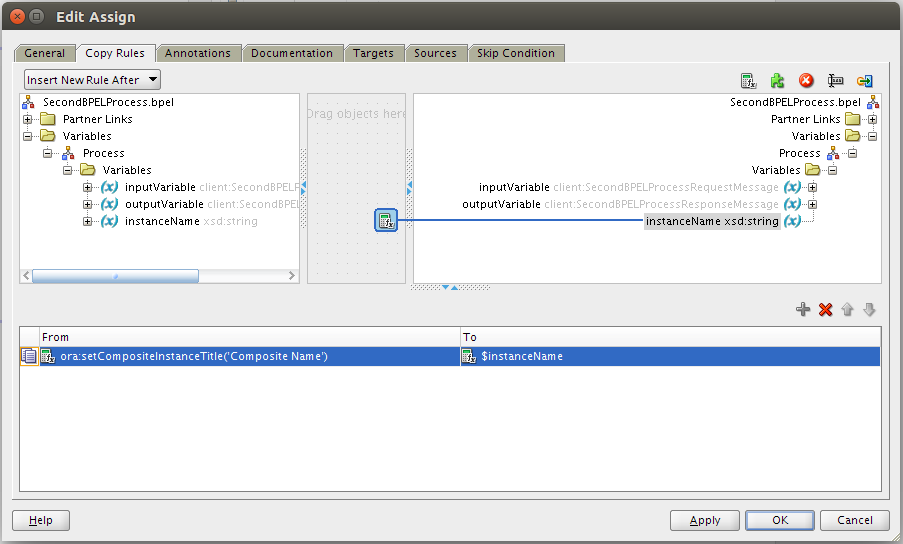 Edit Assign
General Copy Rules Annotations Documentation Targets Sources Skip Condition
Insert New Rule After
SecondBPELProcess.bpel
Partner Links
Variables
Process
Variables
inputVariable client:SecondBPELP
outputVariable client:SecondBPEL
instanceName xsd:string
Drag objects here
SecondBPELProcess.bpel
Partner Links
Variables
Process
Variables
inputVariable client:SecondBPELProcessRequestMessage
outputVariable client:SecondBPELProcessResponseMessage
instanceName xsd:string
From To
ora:setCompositeInstanceTitle('Composite Name') $instanceName
Help Apply OK Cancel